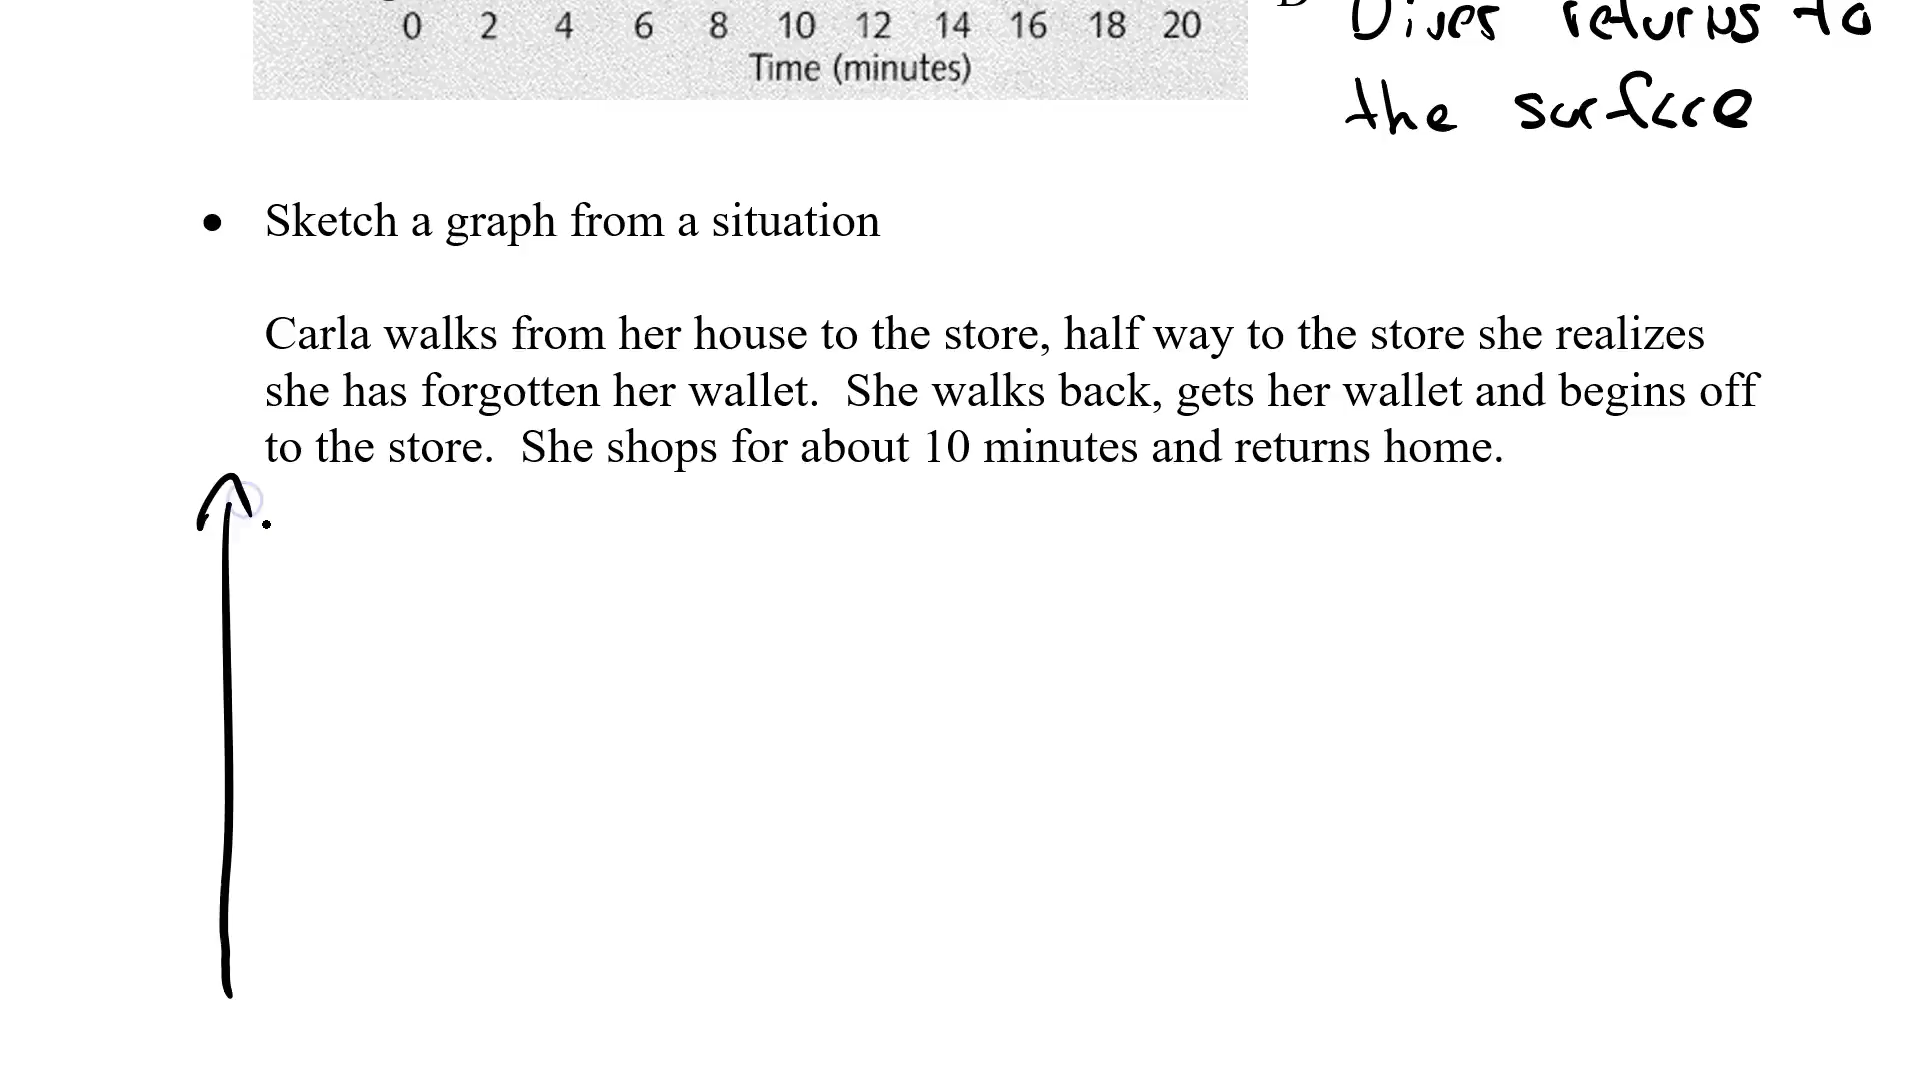 0 2 4 6 8 10 12 14 16 18 20
Time (minutes)
Diver returns to
the surface
• Sketch a graph from a situation
Carla walks from her house to the store, half way to the store she realizes
she has forgotten her wallet. She walks back, gets her wallet and begins off
to the store. She shops for about 10 minutes and returns home.